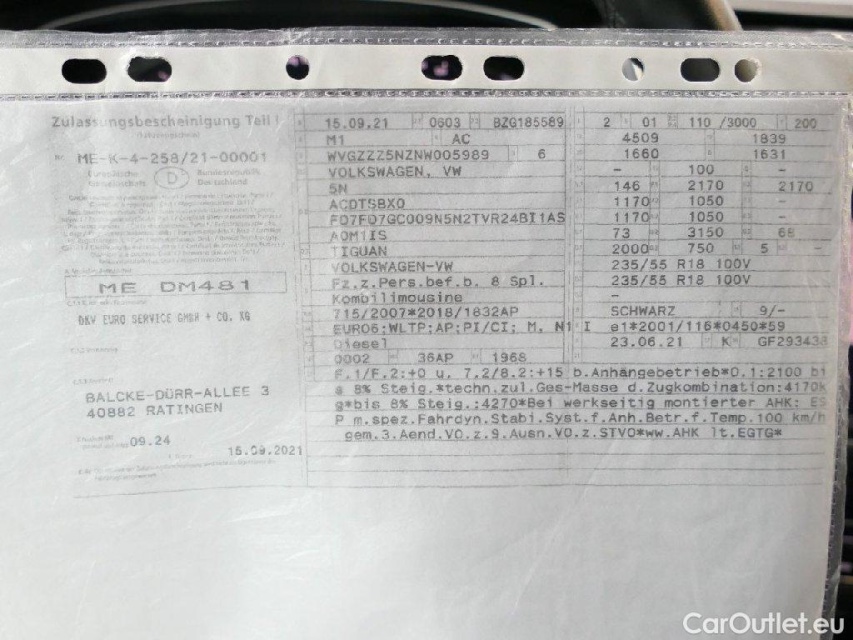 Zulassungsbescheinigung Teil I
Nr. ME-K-4-258/21-00001
Europäische
Bundesrepublik
D
Deutschland
ME DM481
DKV EURO SERVICE GMBH + CO. KG
BALCKE-DÜRR-ALLEE 3
40882 RATINGEN
09.24
15.09.2021
15.09.21 0603 BZG185589
M1 AC
WVGZZZ5NZNW005989 6
VOLKSWAGEN, VW
5N
ACDTSBX0
FD7FD7GC009N5N2TVR24BI1AS
A0M1IS
TIGUAN
VOLKSWAGEN-VW
Fz.z.Pers.bef.b. 8 Spl.
Kombilimousine
715/2007*2018/1832AP
EURO6;WLTP;AP;PI/CI; M, N1 I
Diesel
0002 36AP 1968
2 01 110 /3000 200
4509 1839
1660 1631
- 100 -
146 2170 2170
1170 1050 -
1170 1050 -
73 3150 68
2000 750 5 -
235/55 R18 100V
235/55 R18 100V
-
SCHWARZ 9/-
e1*2001/116*0450*59
23.06.21 K GF293438
F.1/F.2:+0 u. 7.2/8.2:+15 b.Anhängebetrieb*O.1:2100 bi
s 8% Steig.*techn.zul.Ges-Masse d.Zugkombination:4170k
g*bis 8% Steig.:4270*Bei werkseitig montierter AHK: ES
P m.spez.Fahrdyn.Stabi.Syst.f.Anh.Betr.f.Temp.100 km/h
gem.3.Aend.VO.z.9.Ausn.VO.z.STVO*ww.AHK lt.EGTG*
CarOutlet.eu